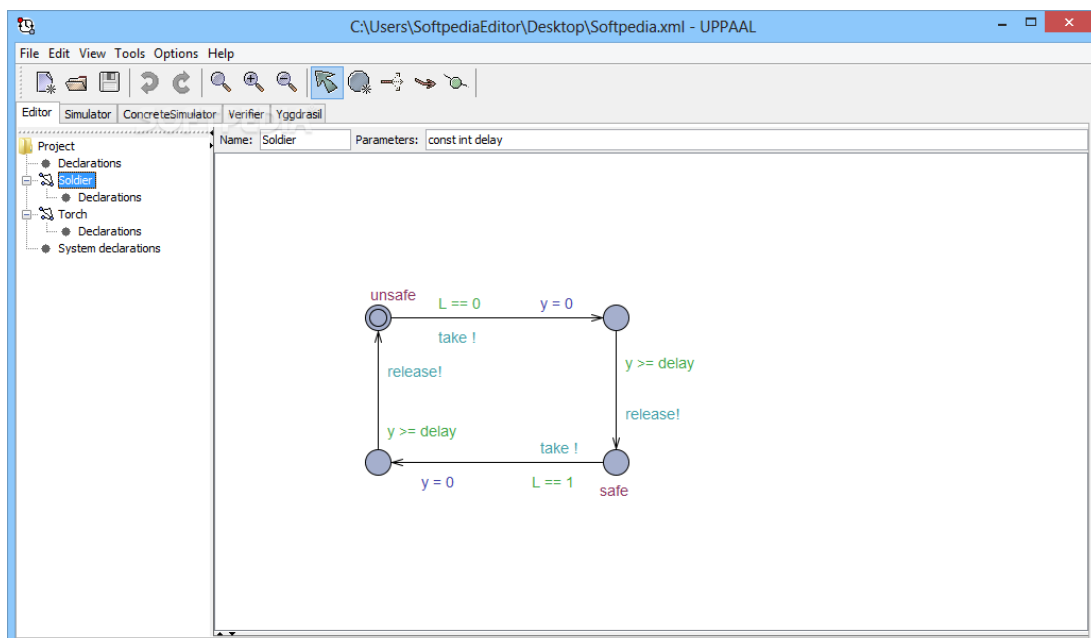 C:\Users\SoftpediaEditor\Desktop\Softpedia.xml - UPPAAL
File Edit View Tools Options Help
Editor Simulator ConcreteSimulator Verifier Yggdrasil
SOFTPEDIA
Name: Soldier Parameters: const int delay
Project
Declarations
Soldier
Declarations
Torch
Declarations
System declarations
unsafe L == 0 y = 0
take !
release! y >= delay
release!
y >= delay take !
y = 0 L == 1 safe